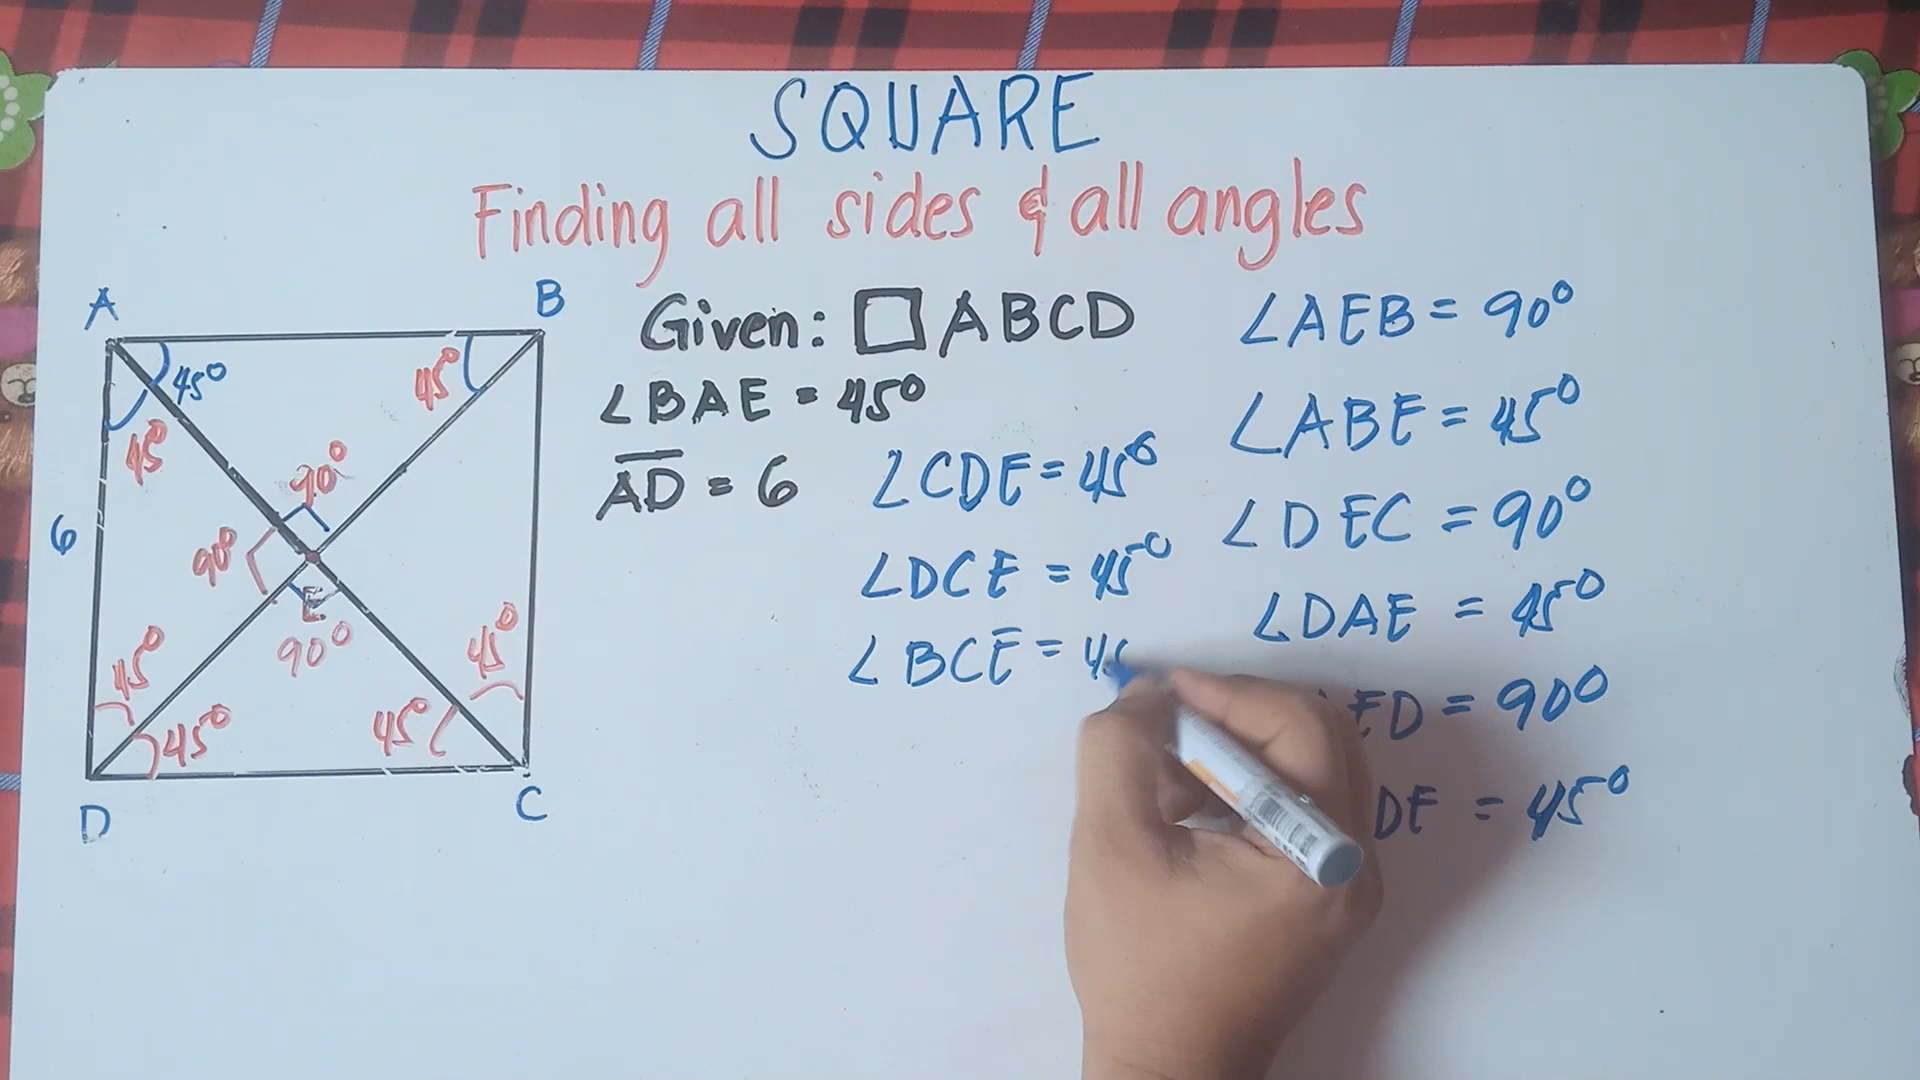 SQUARE
Finding all sides & all angles
A
B
45°
45°
45°
90°
6
90°
E
90°
45°
45°
45°
45°
D
C
Given: □ABCD
∠BAE = 45°
AD = 6
∠CDE = 45°
∠DCE = 45°
∠BCE = 45
∠AEB = 90°
∠ABE = 45°
∠DEC = 90°
∠DAE = 45°
ED = 90°
DE = 45°